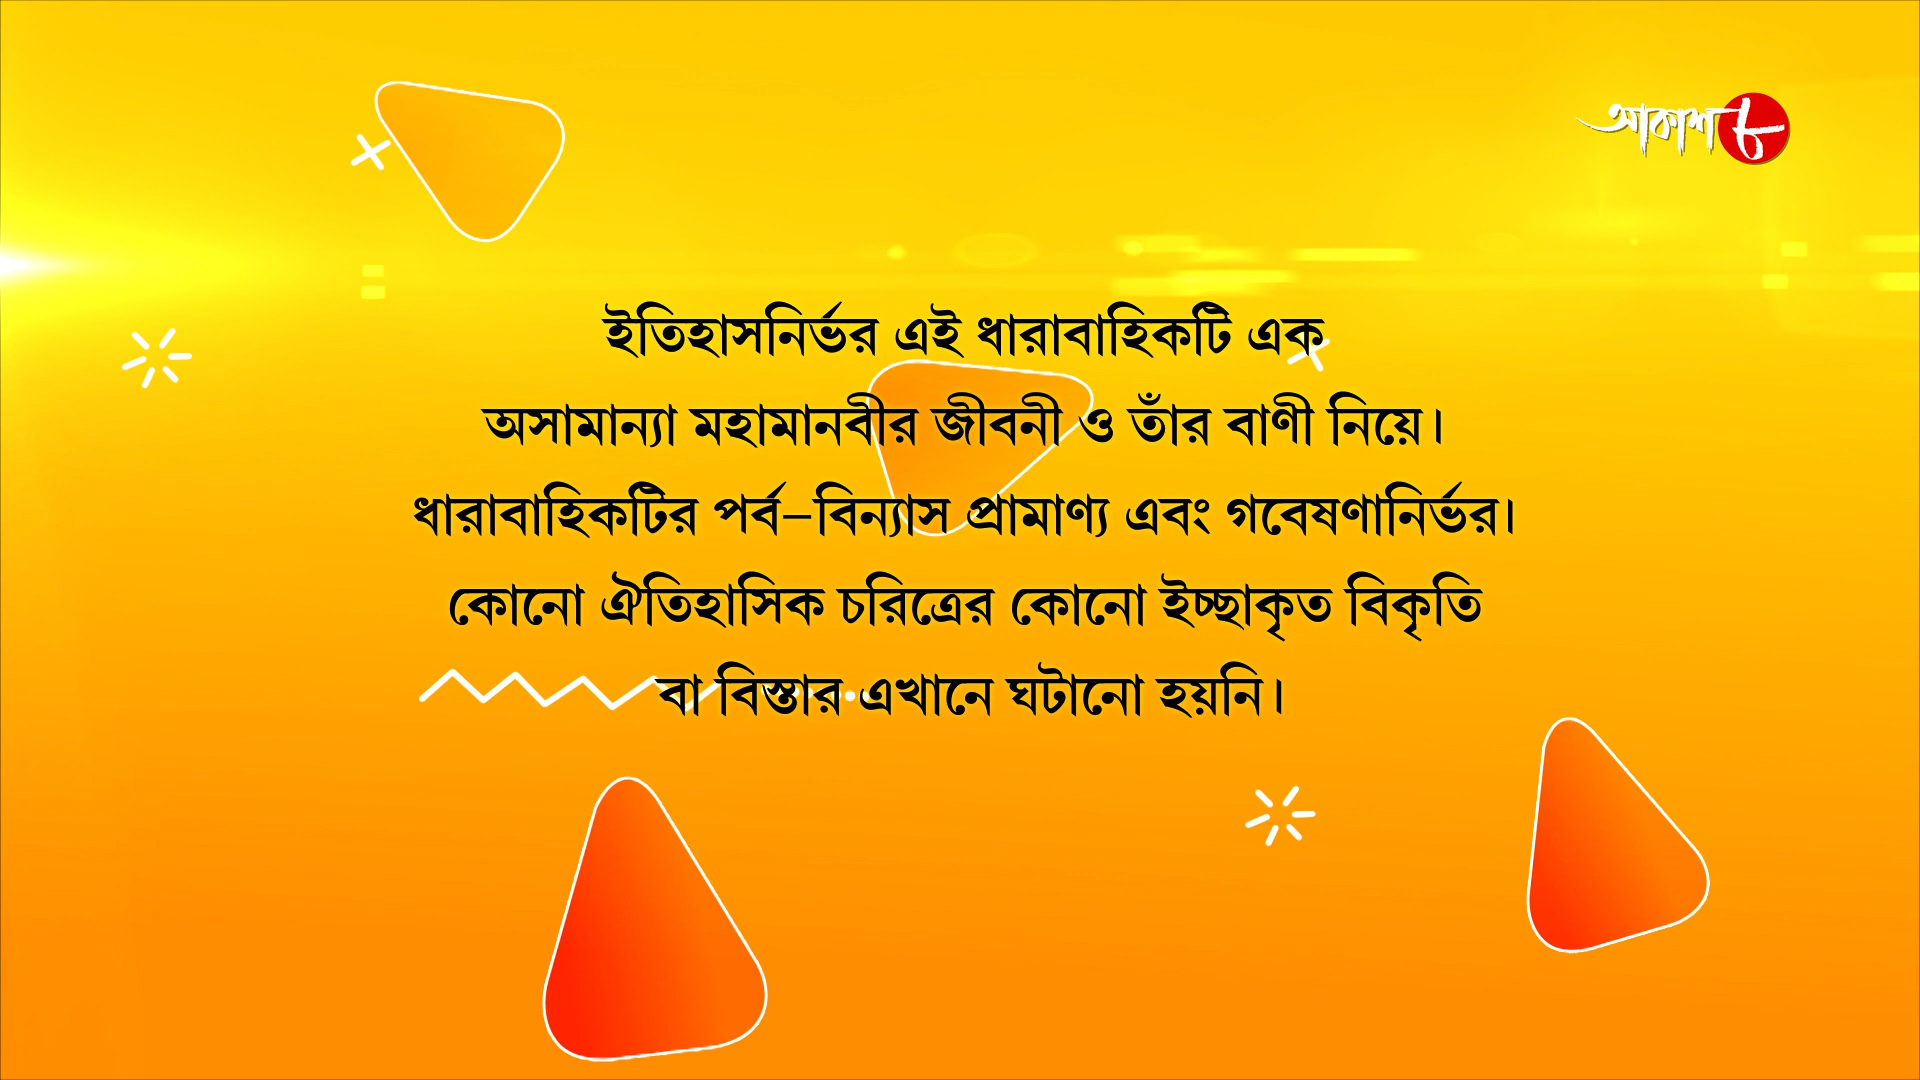 আকাশ ৮
ইতিহাসনির্ভর এই ধারাবাহিকটি এক
অসামান্যা মহামানবীর জীবনী ও তাঁর বাণী নিয়ে।
ধারাবাহিকটির পর্ব–বিন্যাস প্রামাণ্য এবং গবেষণানির্ভর।
কোনো ঐতিহাসিক চরিত্রের কোনো ইচ্ছাকৃত বিকৃতি
বা বিস্তার এখানে ঘটানো হয়নি।